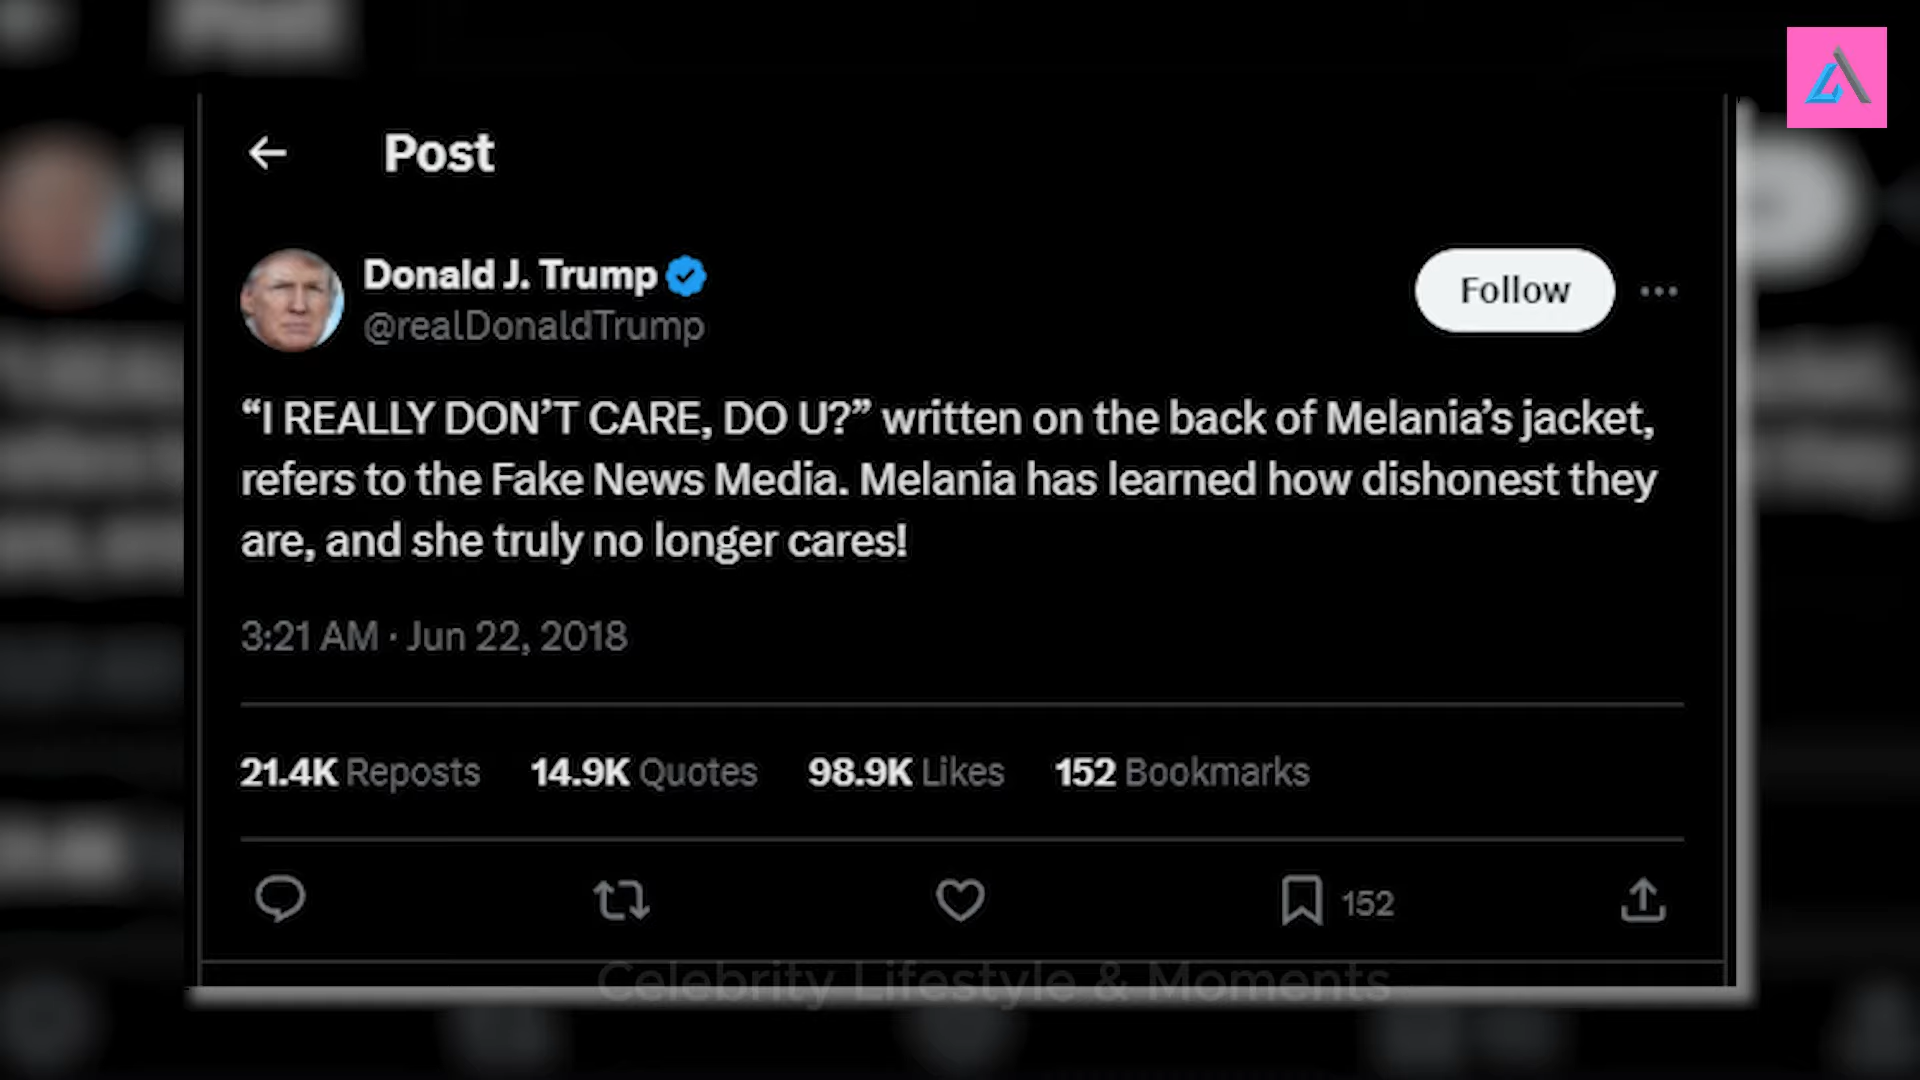 Post
Donald J. Trump
@realDonaldTrump
Follow
“I REALLY DON’T CARE, DO U?” written on the back of Melania’s jacket,
refers to the Fake News Media. Melania has learned how dishonest they
are, and she truly no longer cares!
3:21 AM · Jun 22, 2018
21.4K Reposts 14.9K Quotes 98.9K Likes 152 Bookmarks
152
Celebrity Lifestyle & Moments